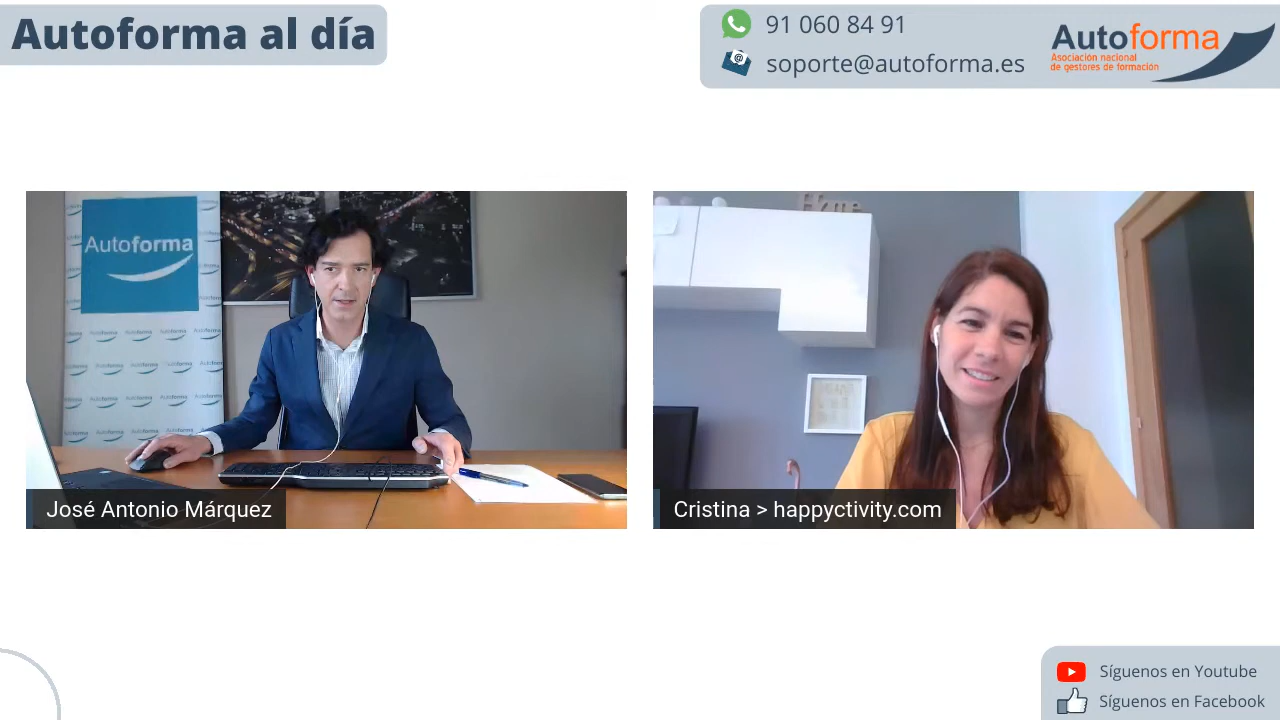 Autoforma al día
91 060 84 91
soporte@autoforma.es
Autoforma
Asociación nacional
de gestores de formación
Autoforma
José Antonio Márquez
Home
Cristina > happyctivity.com
Síguenos en Youtube
Síguenos en Facebook